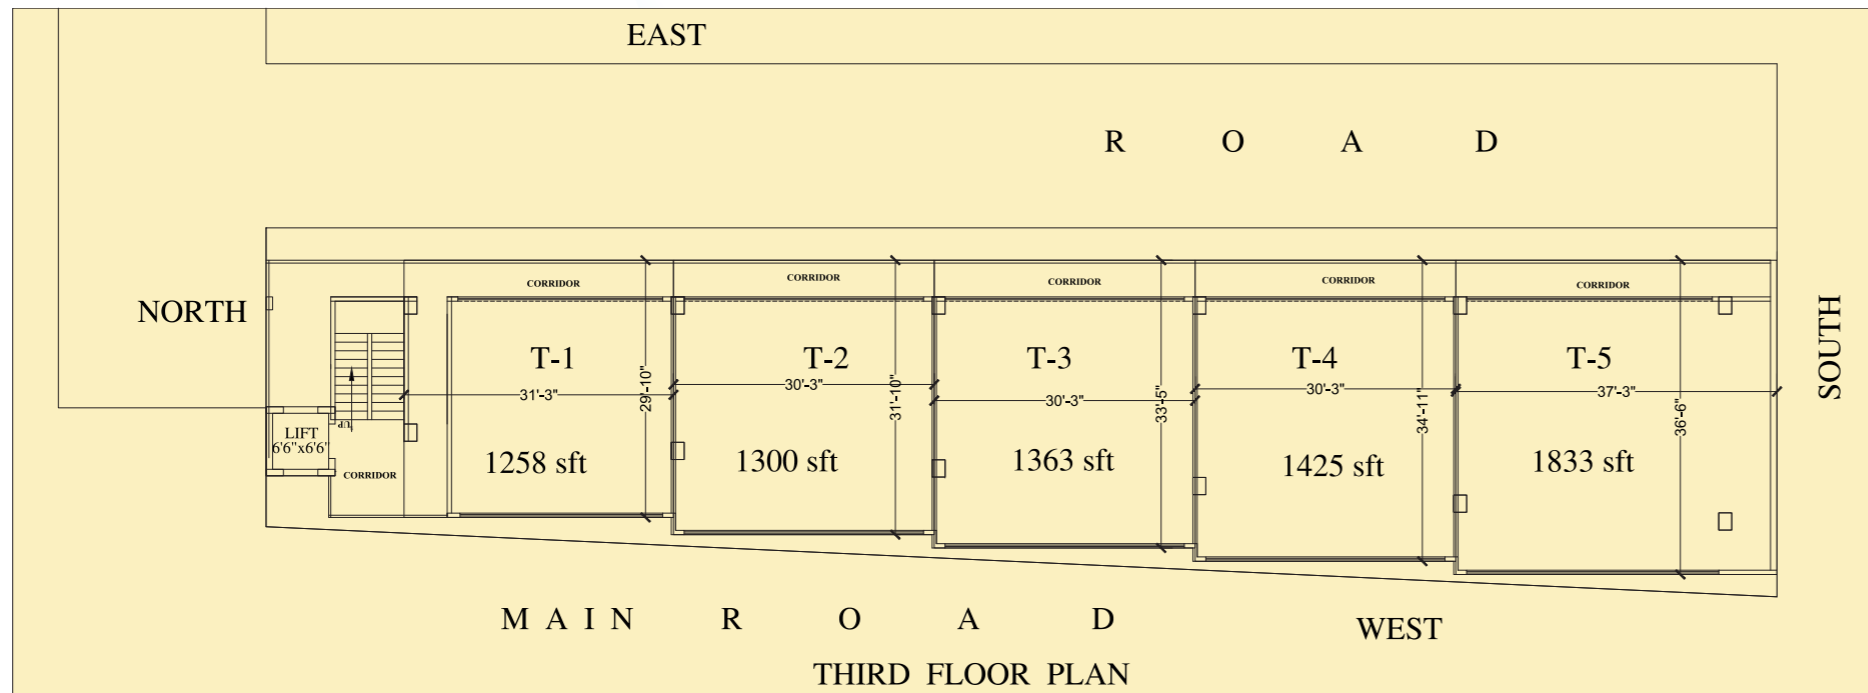 EAST
R O A D
CORRIDOR CORRIDOR CORRIDOR CORRIDOR CORRIDOR
NORTH
SOUTH
T-1 T-2 T-3 T-4 T-5
31'-3" 30'-3" 30'-3" 30'-3" 37'-3"
29'-10" 31'-10" 33'-5" 34'-11" 36'-6"
UP
LIFT
6'6"x6'6"
CORRIDOR
1258 sft 1300 sft 1363 sft 1425 sft 1833 sft
MAIN ROAD
WEST
THIRD FLOOR PLAN